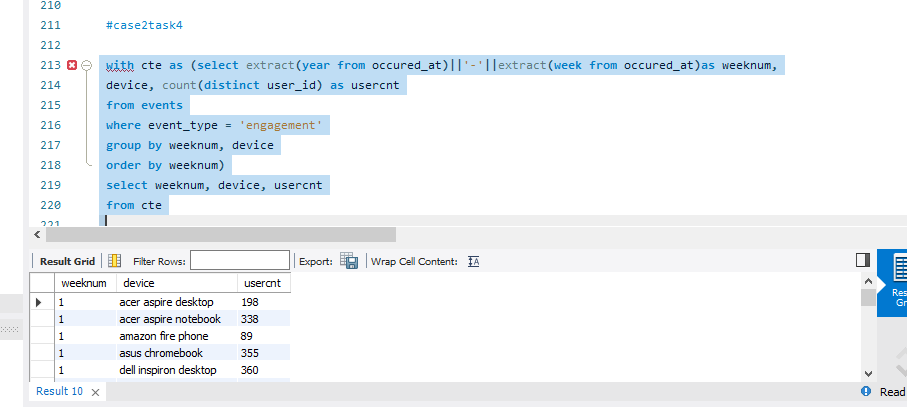 210
211 #case2task4
212
213 with cte as (select extract(year from occured_at)||'-'||extract(week from occured_at)as weeknum,
214 device, count(distinct user_id) as usercnt
215 from events
216 where event_type = 'engagement'
217 group by weeknum, device
218 order by weeknum)
219 select weeknum, device, usercnt
220 from cte
221
Result Grid Filter Rows: Export: Wrap Cell Content: IA
weeknum device usercnt
1 acer aspire desktop 198
1 acer aspire notebook 338
1 amazon fire phone 89
1 asus chromebook 355
1 dell inspiron desktop 360
Res
Gr
Result 10 Read